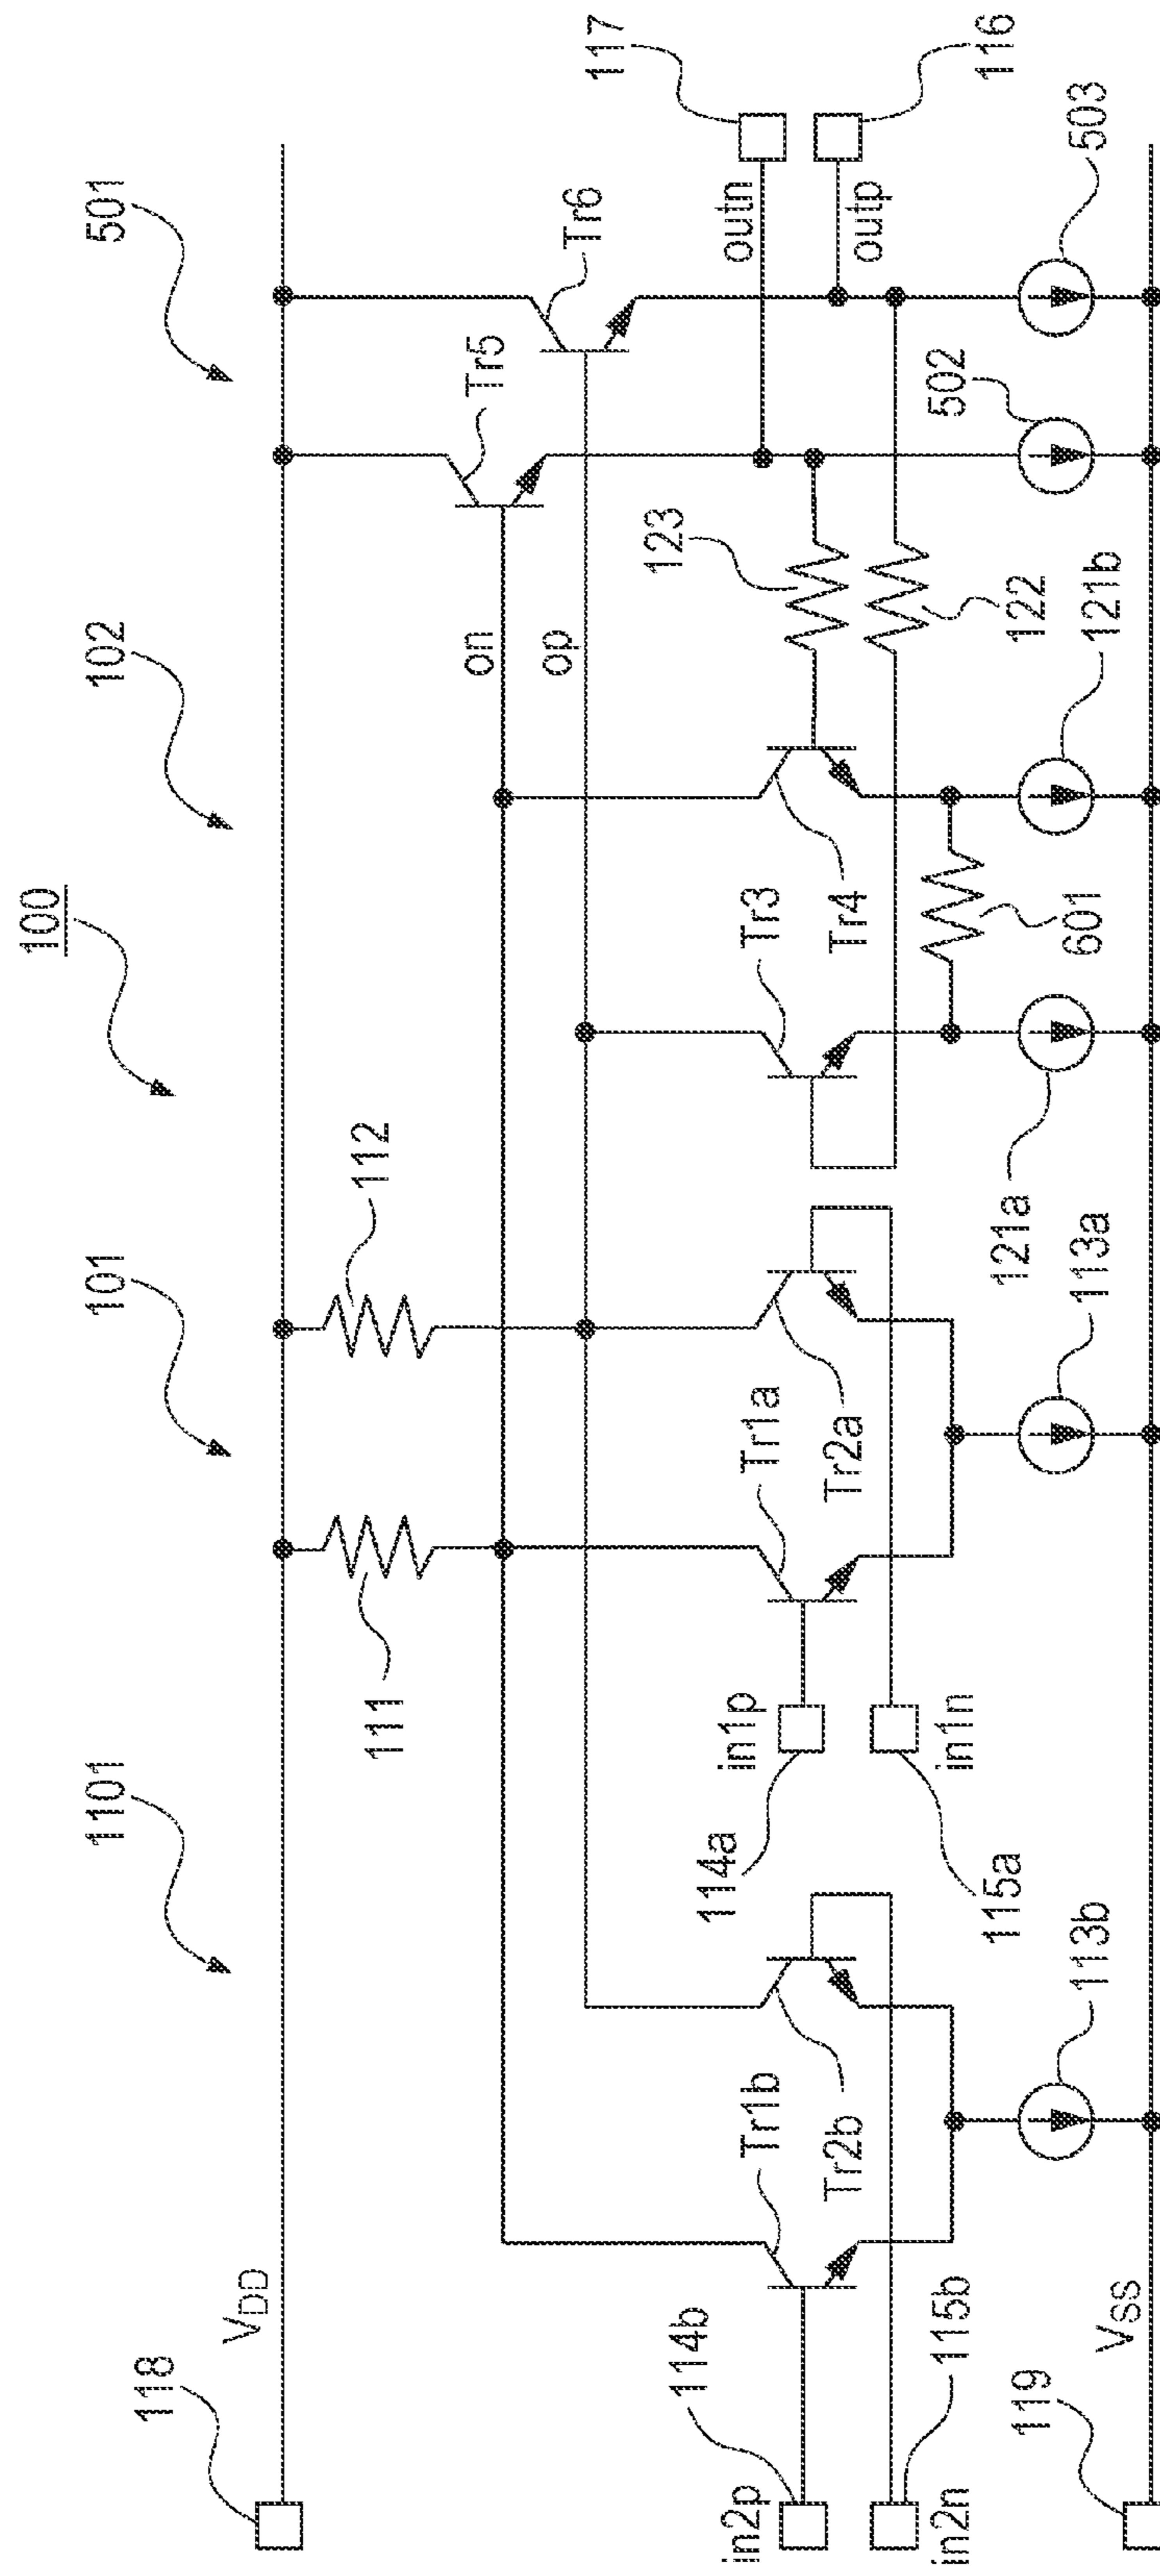 100
1101
101
102
501
118
VDD
111
112
on
op
Tr5
Tr6
117
outn
outp
116
123
122
in2p
114b
Tr1b
Tr2b
in2n
115b
in1p
114a
Tr1a
Tr2a
in1n
115a
Tr3
Tr4
601
119
VSS
113b
113a
121a
121b
502
503